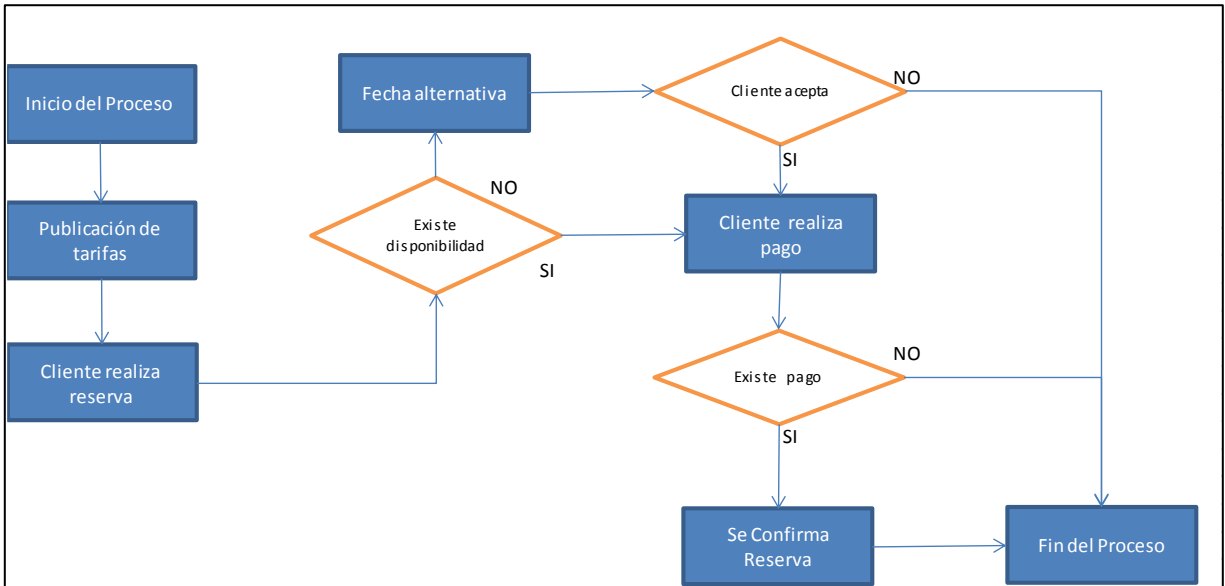 Inicio del Proceso
Publicación de
tarifas
Cliente realiza
reserva
Existe
disponibilidad
NO
SI
Fecha alternativa
Cliente acepta
NO
SI
Cliente realiza
pago
Existe pago
NO
SI
Se Confirma
Reserva
Fin del Proceso